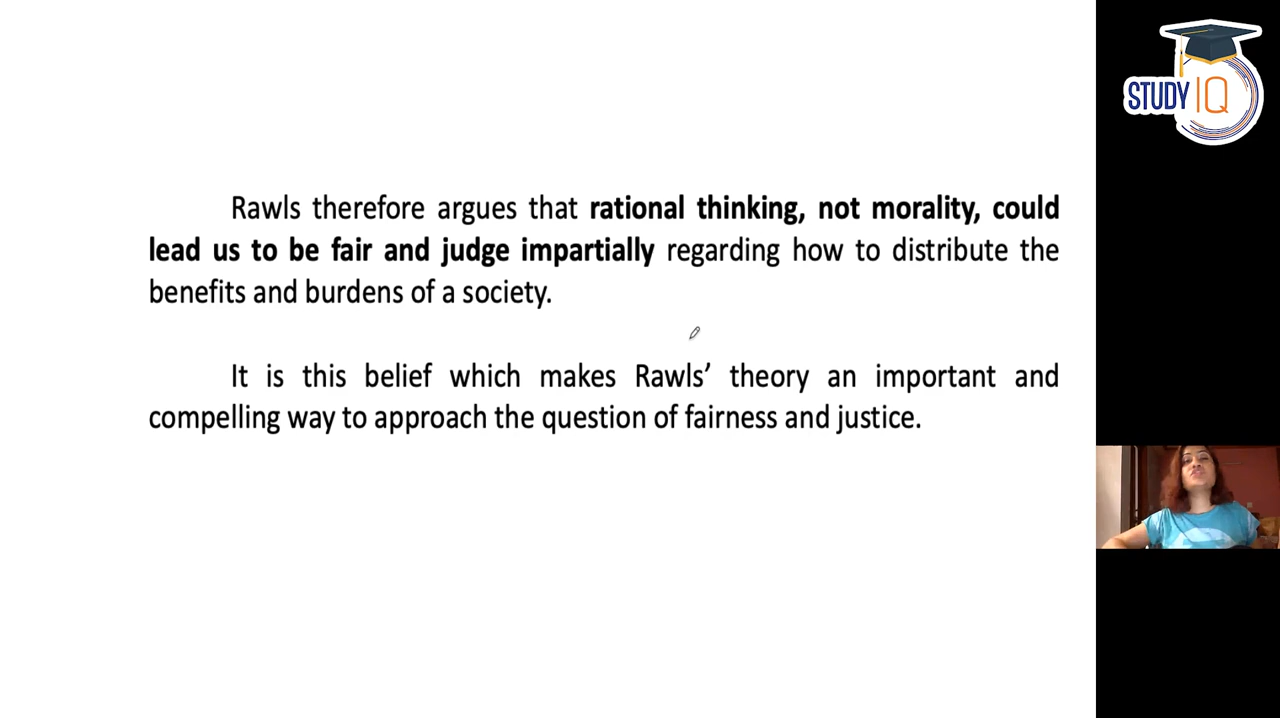 STUDY IQ
Rawls therefore argues that rational thinking, not morality, could
lead us to be fair and judge impartially regarding how to distribute the
benefits and burdens of a society.
It is this belief which makes Rawls’ theory an important and
compelling way to approach the question of fairness and justice.